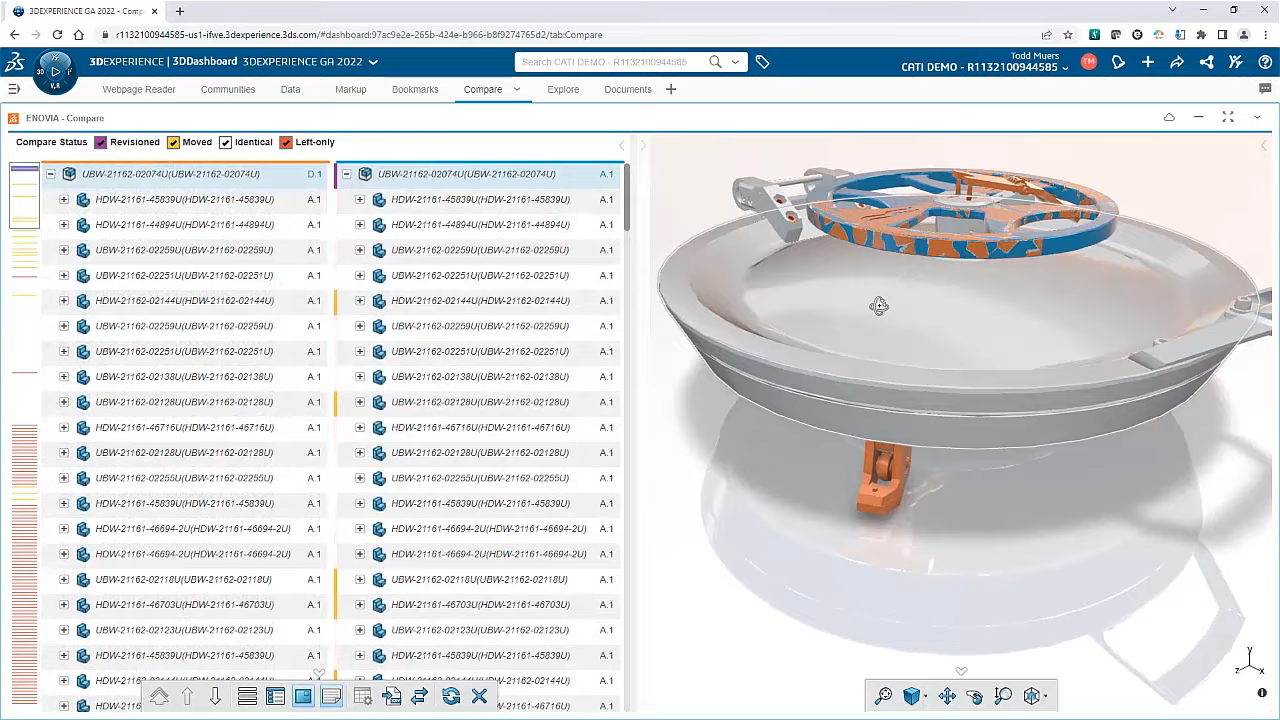 3DEXPERIENCE GA 2022 - Comp
r1132100944585-us1-ifwe.3dexperience.3ds.com/#dashboard:97ac9e2e-265b-424e-b966-b8f9274765d2/tab:Compare
3D
V,R
3DEXPERIENCE | 3DDashboard 3DEXPERIENCE GA 2022
Search CATI DEMO - R1132100944585
Todd Muers
CATI DEMO - R1132100944585
TM
Webpage Reader Communities Data Markup Bookmarks Compare Explore Documents
ENOVIA - Compare
Compare Status Revisioned Moved Identical Left-only
UBW-21162-02074U(UBW-21162-02074U) D.1 UBW-21162-02074U(UBW-21162-02074U) A.1
HDW-21161-45839U(HDW-21161-45839U) A.1 HDW-21161-45839U(HDW-21161-45839U) A.1
HDW-21161-44894U(HDW-21161-44894U) A.1 HDW-21161-44894U(HDW-21161-44894U) A.1
UBW-21162-02259U(UBW-21162-02259U) A.1 UBW-21162-02259U(UBW-21162-02259U) A.1
UBW-21162-02251U(UBW-21162-02251U) A.1 UBW-21162-02251U(UBW-21162-02251U) A.1
HDW-21162-02144U(HDW-21162-02144U) A.1 HDW-21162-02144U(HDW-21162-02144U) A.1
UBW-21162-02259U(UBW-21162-02259U) A.1 UBW-21162-02259U(UBW-21162-02259U) A.1
UBW-21162-02251U(UBW-21162-02251U) A.1 UBW-21162-02251U(UBW-21162-02251U) A.1
UBW-21162-02138U(UBW-21162-02138U) A.1 UBW-21162-02138U(UBW-21162-02138U) A.1
UBW-21162-02128U(UBW-21162-02128U) A.1 UBW-21162-02128U(UBW-21162-02128U) A.1
HDW-21161-46716U(HDW-21161-46716U) A.1 HDW-21161-46716U(HDW-21161-46716U) A.1
UBW-21162-02128U(UBW-21162-02128U) A.1 UBW-21162-02128U(UBW-21162-02128U) A.1
UBW-21162-02255U(UBW-21162-02255U) A.1 UBW-21162-02255U(UBW-21162-02255U) A.1
HDW-21161-45839U(HDW-21161-45839U) A.1 HDW-21161-45839U(HDW-21161-45839U) A.1
HDW-21161-46694-2U(HDW-21161-46694-2U) A.1 HDW-21161-46694-2U(HDW-21161-46694-2U) A.1
HDW-21161-46694-2U(HDW-21161-46694-2U) A.1 HDW-21161-46694-2U(HDW-21161-46694-2U) A.1
UBW-21162-02118U(UBW-21162-02118U) A.1 UBW-21162-02118U(UBW-21162-02118U) A.1
HDW-21161-46703U(HDW-21161-46703U) A.1 HDW-21161-46703U(HDW-21161-46703U) A.1
UBW-21162-02123U(UBW-21162-02123U) A.1 UBW-21162-02123U(UBW-21162-02123U) A.1
HDW-21161-45839U(HDW-21161-45839U) A.1 HDW-21161-45839U(HDW-21161-45839U) A.1
HDW-21162-02144U(HDW-21162-02144U) A.1 HDW-21162-02144U(HDW-21162-02144U) A.1
A.1 HDW-21161-46716U(HDW-21161-46716U) A.1